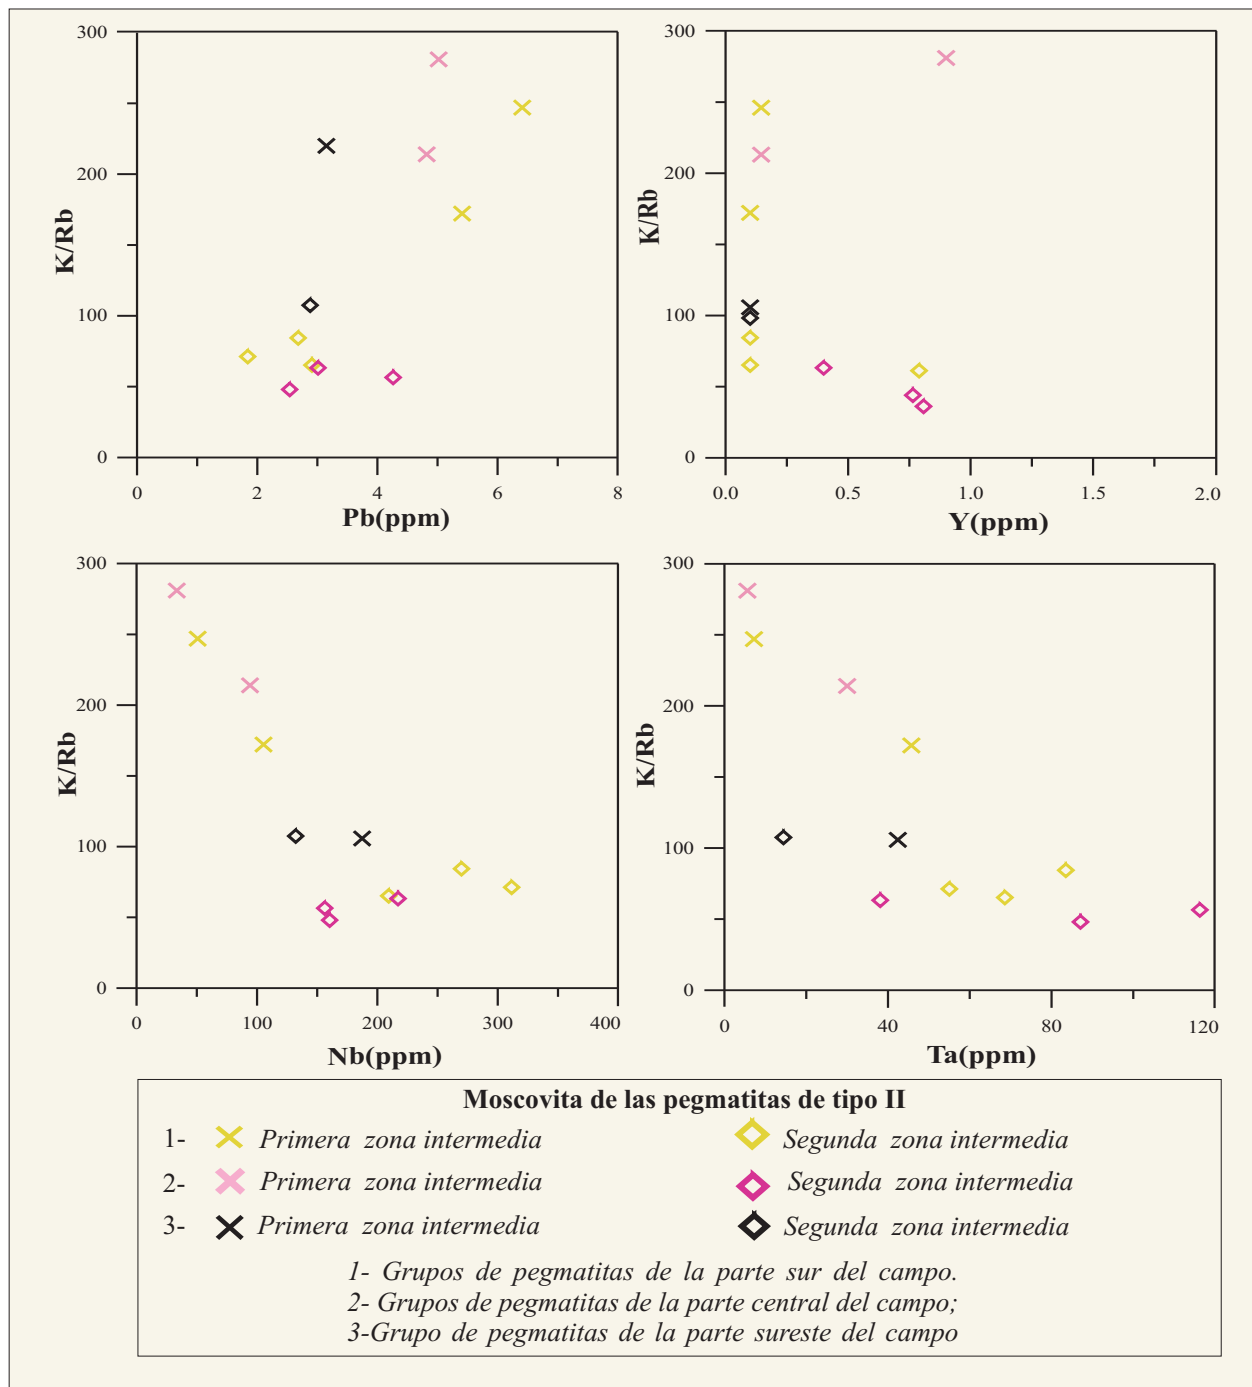 300
200
100
0
K/Rb
0 2 4 6 8
Pb(ppm)
300
200
100
0
K/Rb
0.0 0.5 1.0 1.5 2.0
Y(ppm)
300
200
100
0
K/Rb
0 100 200 300 400
Nb(ppm)
300
200
100
0
K/Rb
0 40 80 120
Ta(ppm)
Moscovita de las pegmatitas de tipo II
1- Primera zona intermedia Segunda zona intermedia
2- Primera zona intermedia Segunda zona intermedia
3- Primera zona intermedia Segunda zona intermedia
1- Grupos de pegmatitas de la parte sur del campo.
2- Grupos de pegmatitas de la parte central del campo;
3-Grupo de pegmatitas de la parte sureste del campo